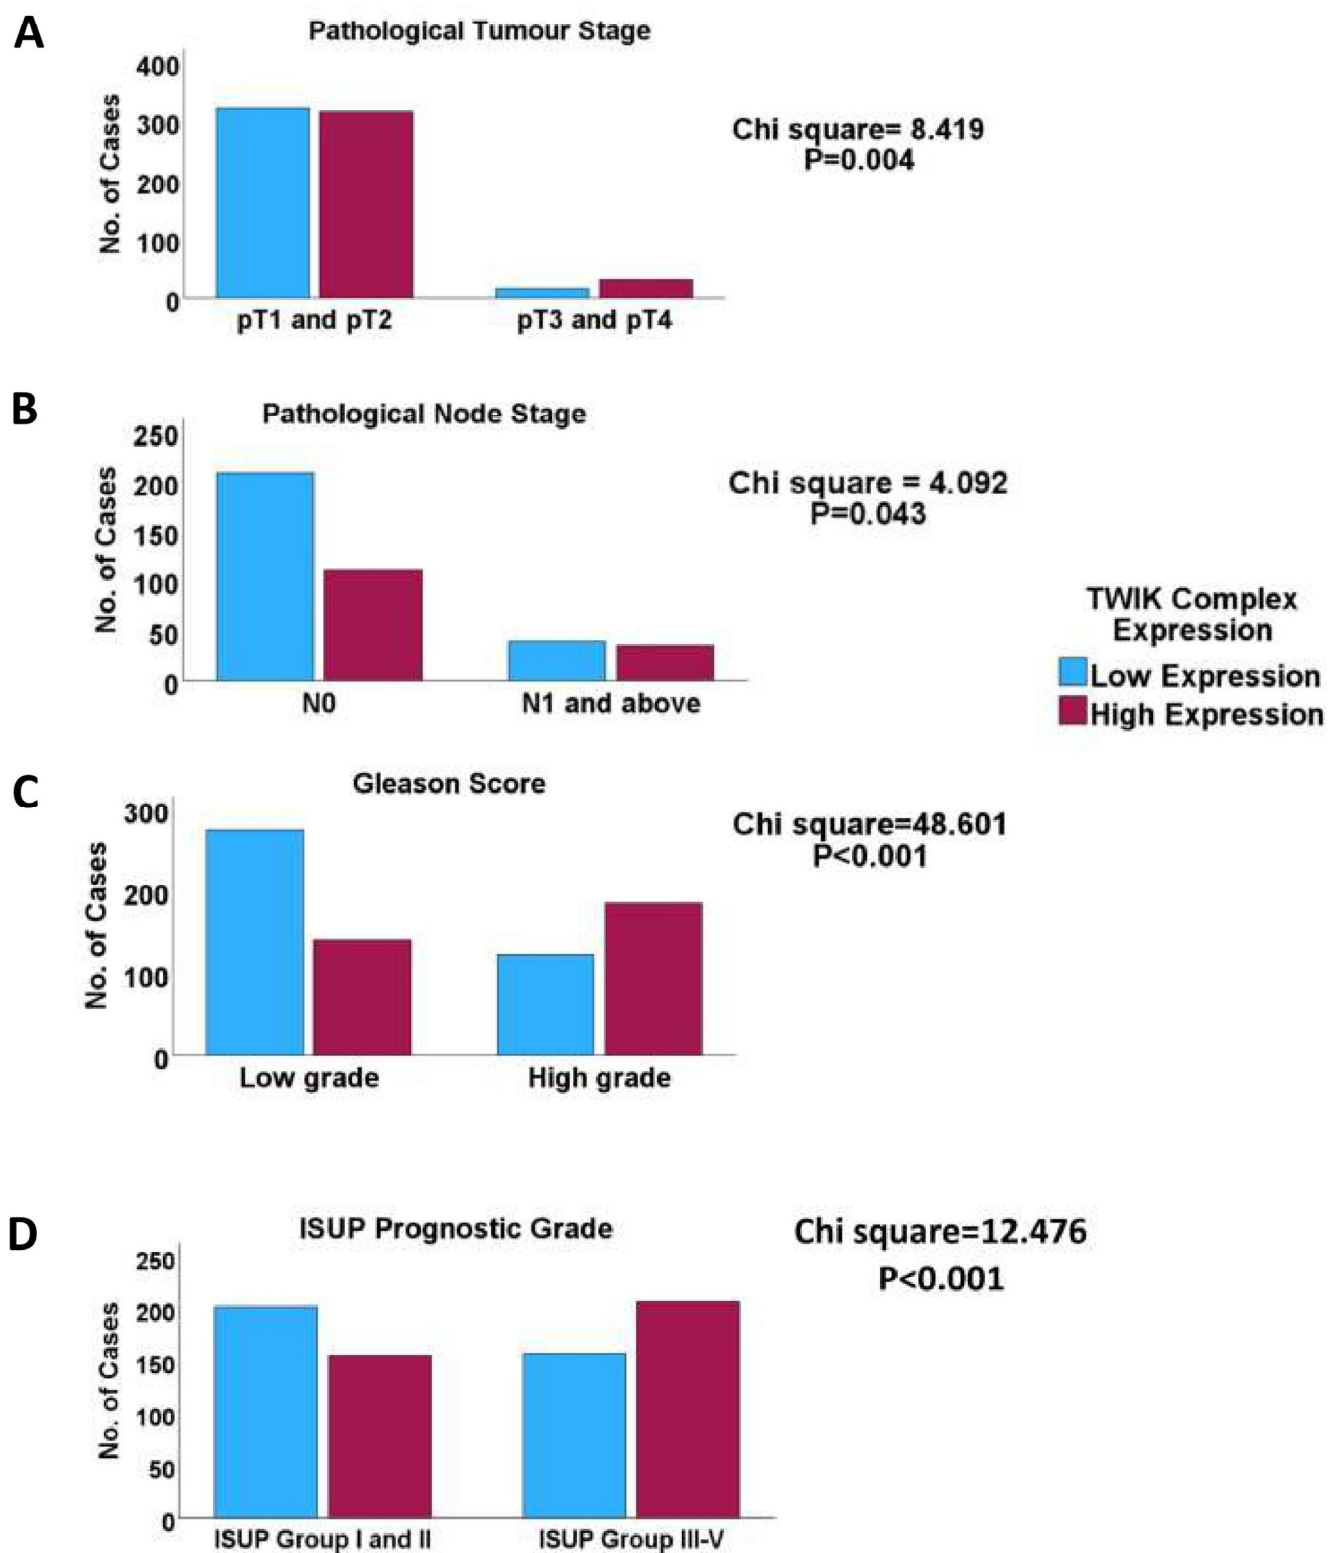 A
Pathological Tumour Stage
No. of Cases
400
300
200
100
0
pT1 and pT2
pT3 and pT4
Chi square= 8.419
P=0.004
B
Pathological Node Stage
No. of Cases
250
200
150
100
50
0
N0
N1 and above
Chi square = 4.092
P=0.043
TWIK Complex
Expression
Low Expression
High Expression
C
Gleason Score
No. of Cases
300
200
100
0
Low grade
High grade
Chi square=48.601
P<0.001
D
ISUP Prognostic Grade
No. of Cases
250
200
150
100
50
0
ISUP Group I and II
ISUP Group III-V
Chi square=12.476
P<0.001